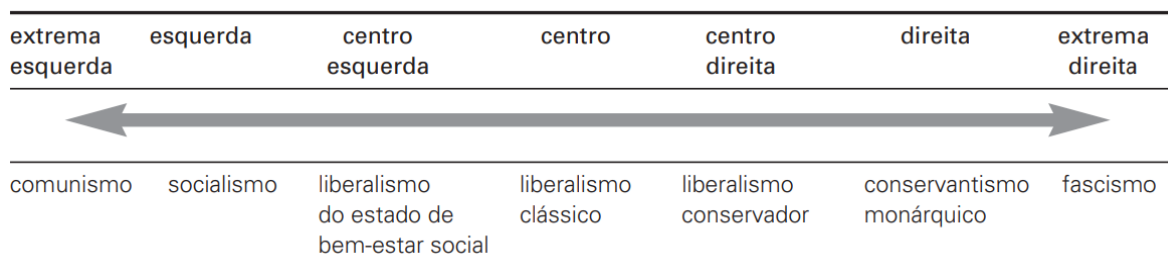 extrema esquerda centro centro centro direita extrema
esquerda esquerda direita direita
comunismo socialismo liberalismo liberalismo liberalismo conservantismo fascismo
do estado de clássico conservador monárquico
bem-estar social